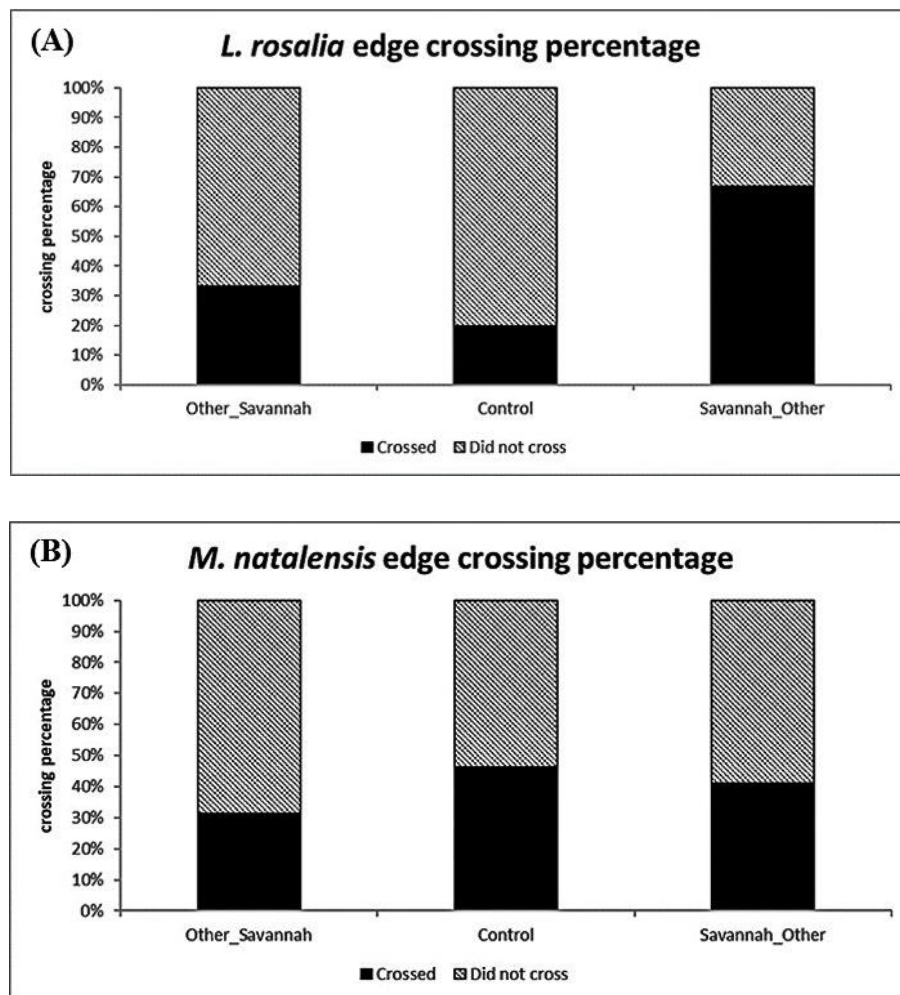 (A)
L. rosalia edge crossing percentage
100%
90%
80%
70%
60%
50%
40%
30%
20%
10%
0%
crossing percentage
Other_Savannah Control Savannah_Other
Crossed Did not cross
(B)
M. natalensis edge crossing percentage
100%
90%
80%
70%
60%
50%
40%
30%
20%
10%
0%
crossing percentage
Other_Savannah Control Savannah_Other
Crossed Did not cross